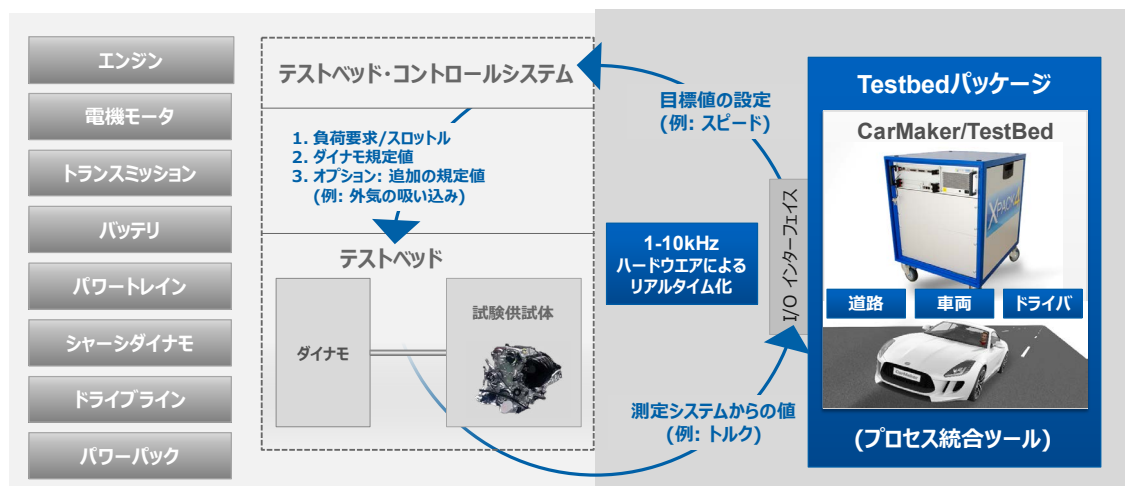 エンジン
電機モータ
トランスミッション
バッテリ
パワートレイン
シャーシダイナモ
ドライブライン
パワーパック
テストベッド・コントロールシステム
1. 負荷要求/スロットル
2. ダイナモ規定値
3. オプション: 追加の規定値
(例: 外気の吸い込み)
テストベッド
ダイナモ
試験供試体
目標値の設定
(例: スピード)
1-10kHz
ハードウエアによる
リアルタイム化
I/O インターフェイス
測定システムからの値
(例: トルク)
Testbedパッケージ
CarMaker/TestBed
XPACK4
道路
車両
ドライバ
CarMaker
(プロセス統合ツール)